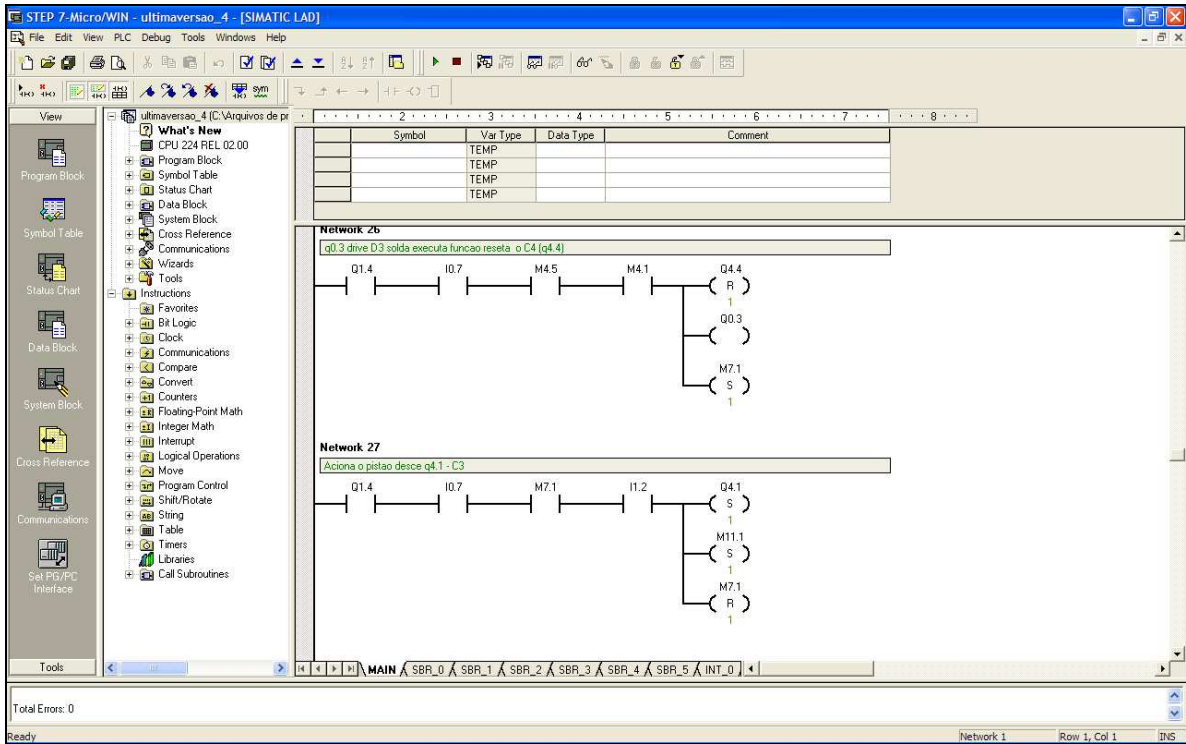 STEP 7-Micro/WIN - ultimaversao_4 - [SIMATIC LAD]
File Edit View PLC Debug Tools Windows Help
sym
View
Program Block
Symbol Table
Status Chart
Data Block
System Block
Cross Reference
Communications
Set PG/PC
Interface
Tools
ultimaversao_4 (C:\Arquivos de pr
What's New
CPU 224 REL 02.00
Program Block
Symbol Table
Status Chart
Data Block
System Block
Cross Reference
Communications
Wizards
Tools
Instructions
Favorites
Bit Logic
Clock
Communications
Compare
Convert
Counters
Floating-Point Math
Integer Math
Interrupt
Logical Operations
Move
Program Control
Shift/Rotate
String
Table
Timers
Libraries
Call Subroutines
2 3 4 5 6 7 8
Symbol Var Type Data Type Comment
TEMP
TEMP
TEMP
TEMP
Network 26
q0.3 drive D3 solda executa funcao reseta o C4 (q4.4)
Q1.4 I0.7 M4.5 M4.1 Q4.4
R
1
Q0.3
M7.1
S
1
Network 27
Aciona o pistao desce q4.1 - C3
Q1.4 I0.7 M7.1 I1.2 Q4.1
S
1
M11.1
S
1
M7.1
R
1
MAIN SBR_0 SBR_1 SBR_2 SBR_3 SBR_4 SBR_5 INT_0
Total Errors: 0
Ready Network 1 Row 1, Col 1 INS